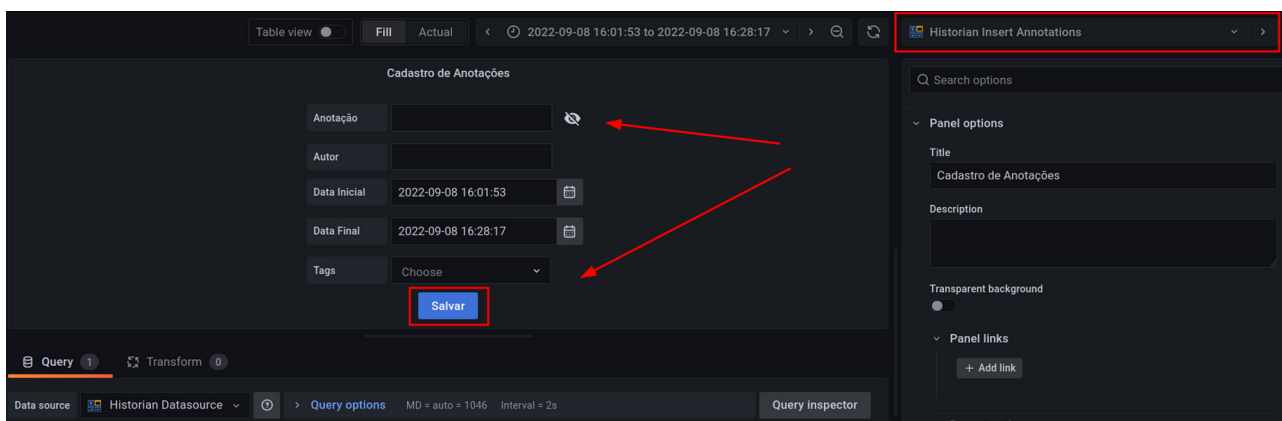 Table view Fill Actual 2022-09-08 16:01:53 to 2022-09-08 16:28:17
Historian Insert Annotations
Cadastro de Anotações
Anotação
Autor
Data Inicial 2022-09-08 16:01:53
Data Final 2022-09-08 16:28:17
Tags Choose
Salvar
Query 1 Transform 0
Data source Historian Datasource Query options MD = auto = 1046 Interval = 2s Query inspector
Search options
Panel options
Title
Cadastro de Anotações
Description
Transparent background
Panel links
+ Add link